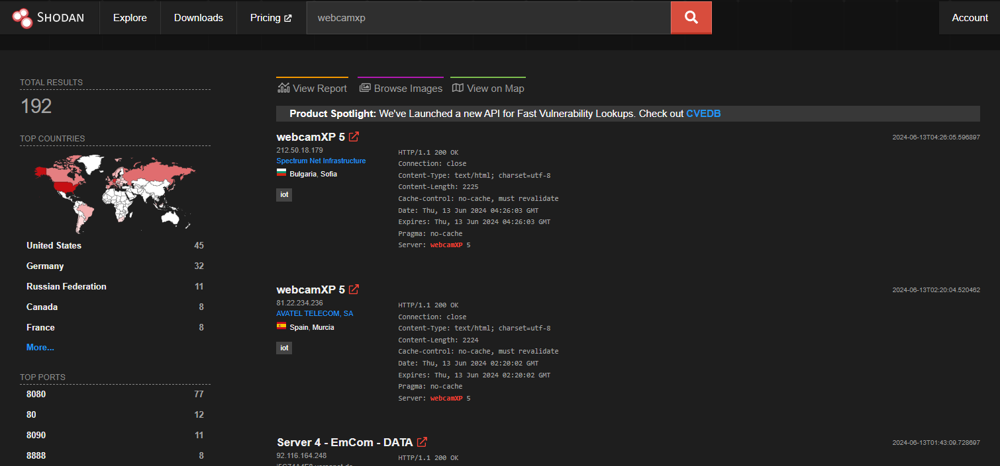 SHODAN Explore Downloads Pricing webcamxp Account
TOTAL RESULTS
192
TOP COUNTRIES
United States 45
Germany 32
Russian Federation 11
Canada 8
France 8
More...
TOP PORTS
8080 77
80 12
8090 11
8888 8
View Report Browse Images View on Map
Product Spotlight: We've Launched a new API for Fast Vulnerability Lookups. Check out CVEDB
webcamXP 5 2024-06-13T04:26:05.596897
212.50.18.179
Spectrum Net Infrastructure
Bulgaria, Sofia
iot
HTTP/1.1 200 OK
Connection: close
Content-Type: text/html; charset=utf-8
Content-Length: 2225
Cache-control: no-cache, must revalidate
Date: Thu, 13 Jun 2024 04:26:03 GMT
Expires: Thu, 13 Jun 2024 04:26:03 GMT
Pragma: no-cache
Server: webcamXP 5
webcamXP 5 2024-06-13T02:20:04.520462
81.22.234.236
AVATEL TELECOM, SA
Spain, Murcia
iot
HTTP/1.1 200 OK
Connection: close
Content-Type: text/html; charset=utf-8
Content-Length: 2224
Cache-control: no-cache, must revalidate
Date: Thu, 13 Jun 2024 02:20:02 GMT
Expires: Thu, 13 Jun 2024 02:20:02 GMT
Pragma: no-cache
Server: webcamXP 5
Server 4 - EmCom - DATA 2024-06-13T01:43:09.728697
92.116.164.248
HTTP/1.1 200 OK